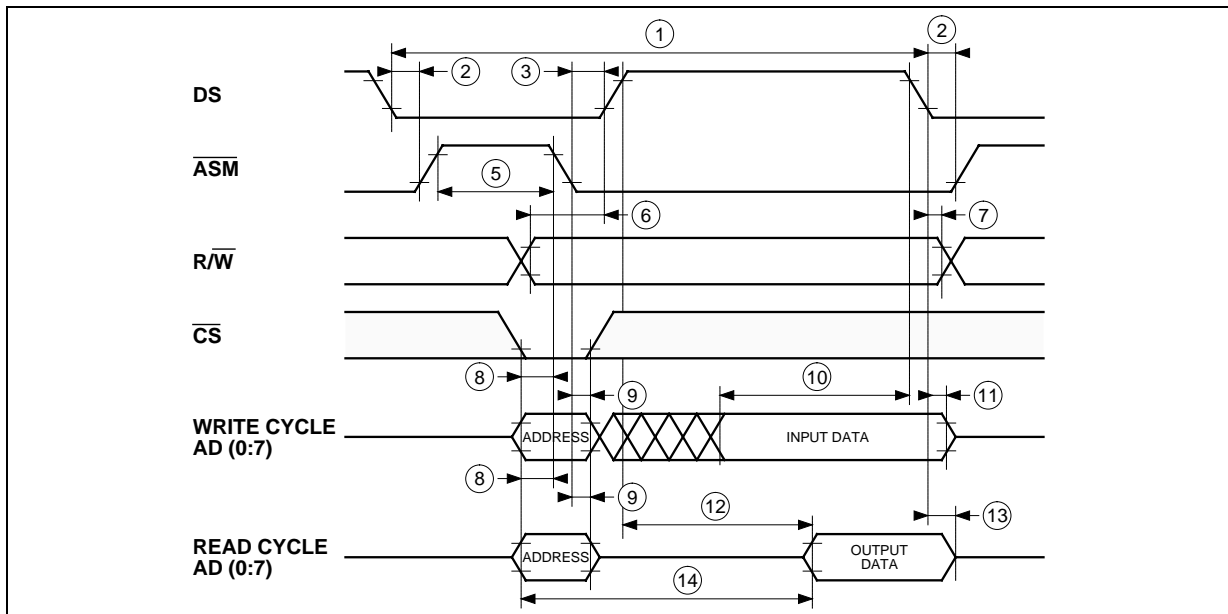 1
2
DS
2
3
ASM
5
6
7
R/W
CS
8
9
10
11
WRITE CYCLE
AD (0:7)
ADDRESS
INPUT DATA
8
9
12
13
READ CYCLE
AD (0:7)
ADDRESS
OUTPUT
DATA
14